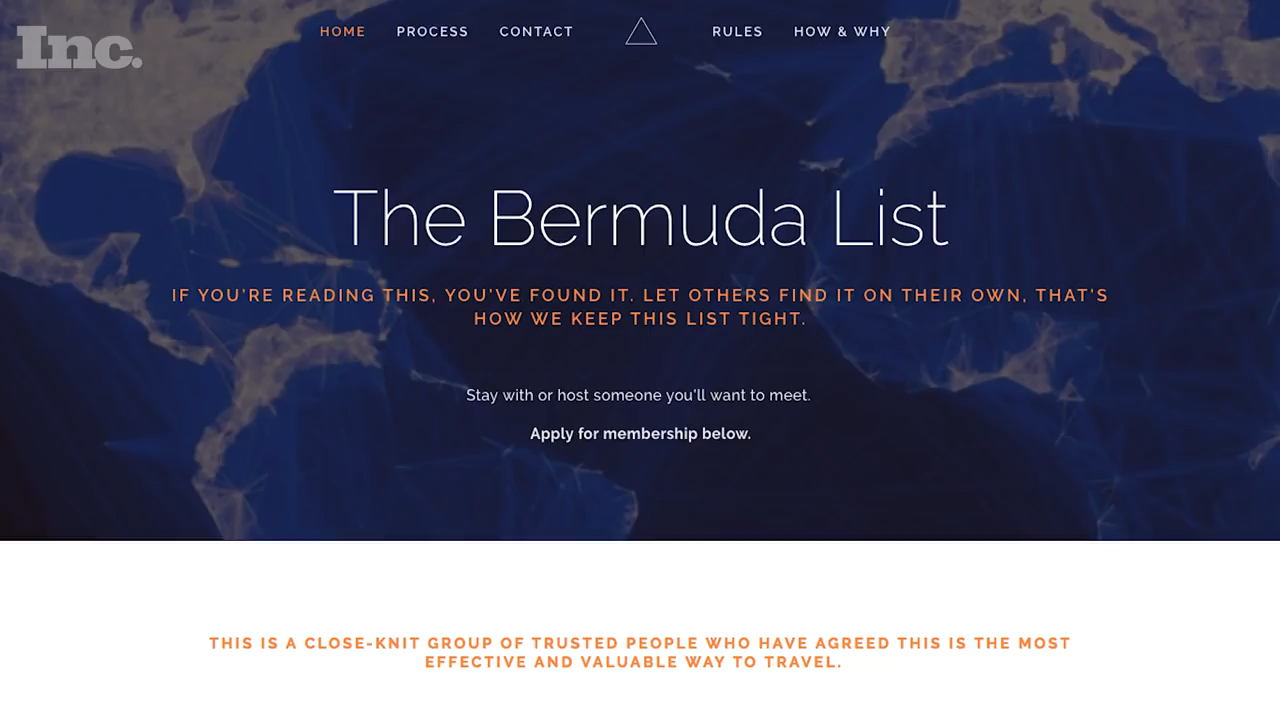 Inc.
HOME PROCESS CONTACT RULES HOW & WHY
The Bermuda List
IF YOU'RE READING THIS, YOU'VE FOUND IT. LET OTHERS FIND IT ON THEIR OWN, THAT'S
HOW WE KEEP THIS LIST TIGHT.
Stay with or host someone you'll want to meet.
Apply for membership below.
THIS IS A CLOSE-KNIT GROUP OF TRUSTED PEOPLE WHO HAVE AGREED THIS IS THE MOST
EFFECTIVE AND VALUABLE WAY TO TRAVEL.